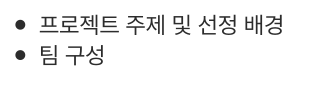 • 프로젝트 주제 및 선정 배경
• 팀 구성